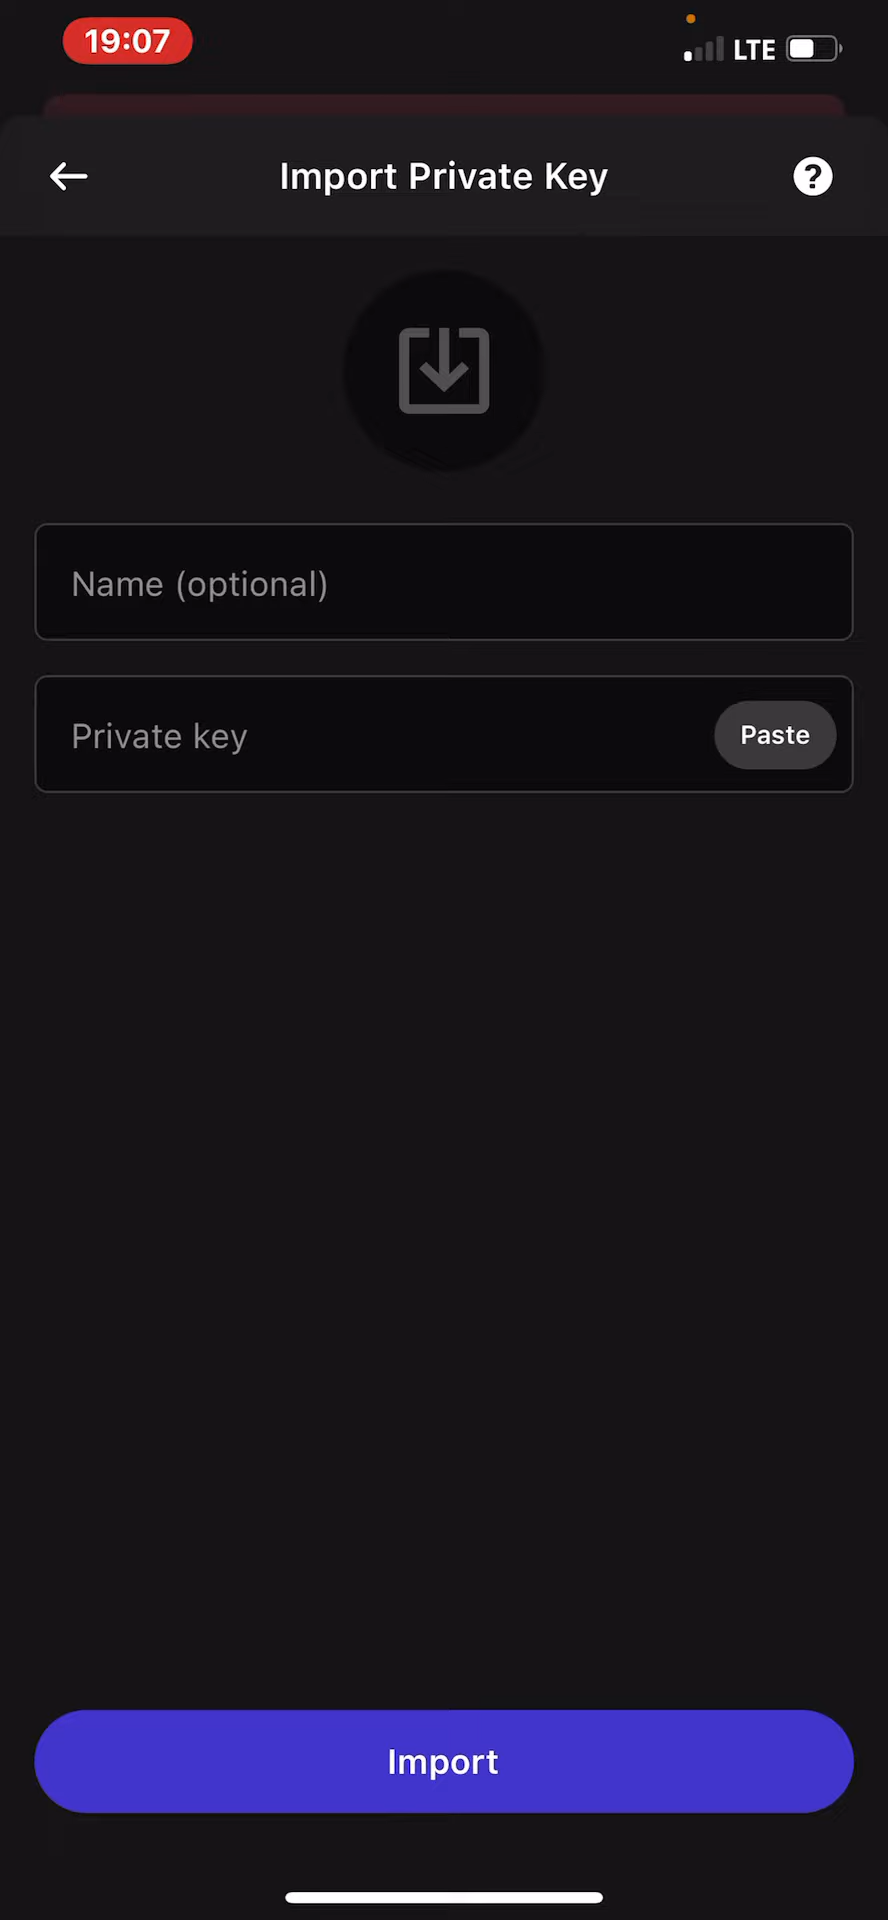 19:07
LTE
Import Private Key
?
Name (optional)
Private key
Paste
Import